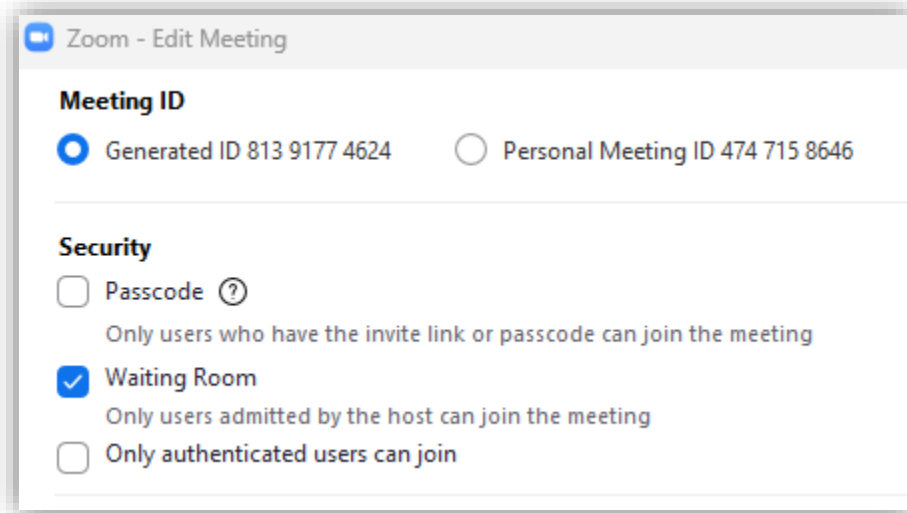 Zoom - Edit Meeting
Meeting ID
Generated ID 813 9177 4624 Personal Meeting ID 474 715 8646
Security
Passcode ?
Only users who have the invite link or passcode can join the meeting
Waiting Room
Only users admitted by the host can join the meeting
Only authenticated users can join